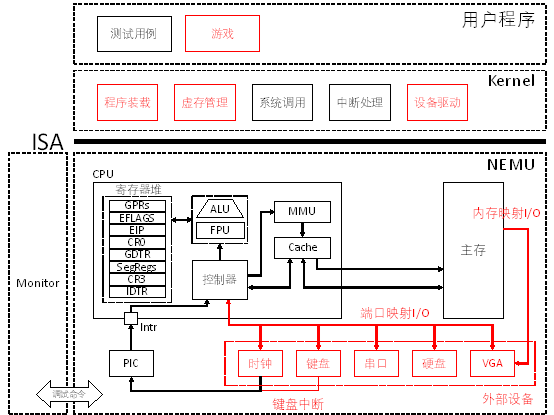 用户程序
测试用例
游戏
Kernel
程序装载
虚存管理
系统调用
中断处理
设备驱动
ISA
NEMU
CPU
寄存器堆
GPRs
EFLAGS
EIP
CR0
GDTR
SegRegs
CR3
IDTR
ALU
FPU
控制器
MMU
Cache
主存
内存映射I/O
Monitor
Intr
端口映射I/O
PIC
时钟
键盘
串口
硬盘
VGA
调试命令
键盘中断
外部设备